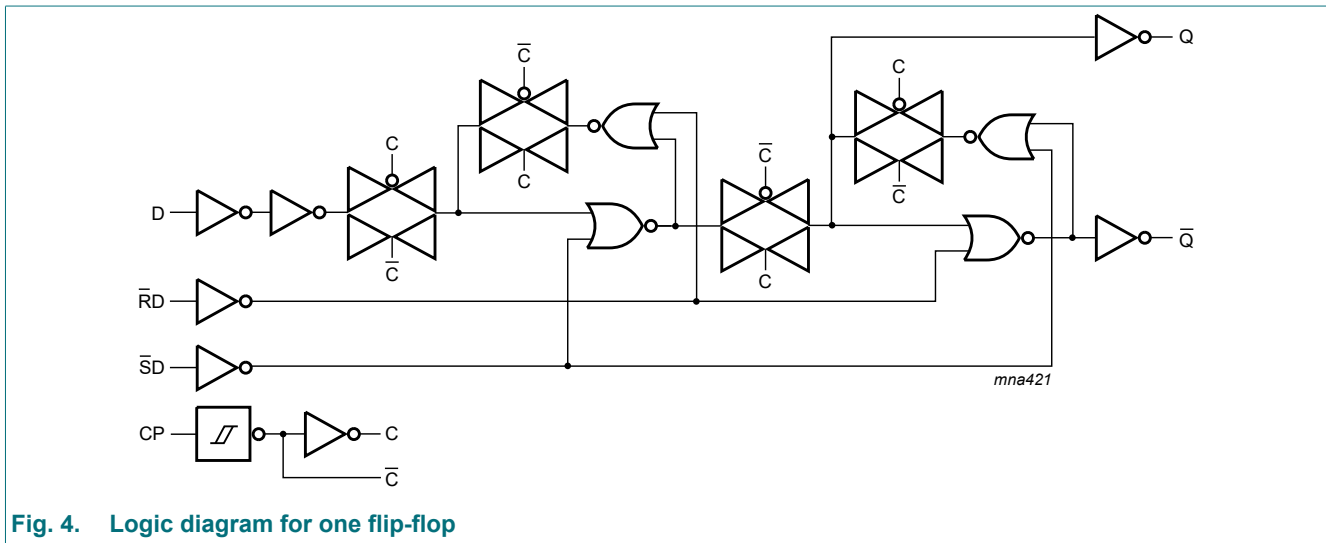 Q
C̅
C
C
C̅
C
D
C̅
C̅
C
C
Q̅
R̅D
S̅D
mna421
CP
C
C̅
Fig. 4. Logic diagram for one flip-flop